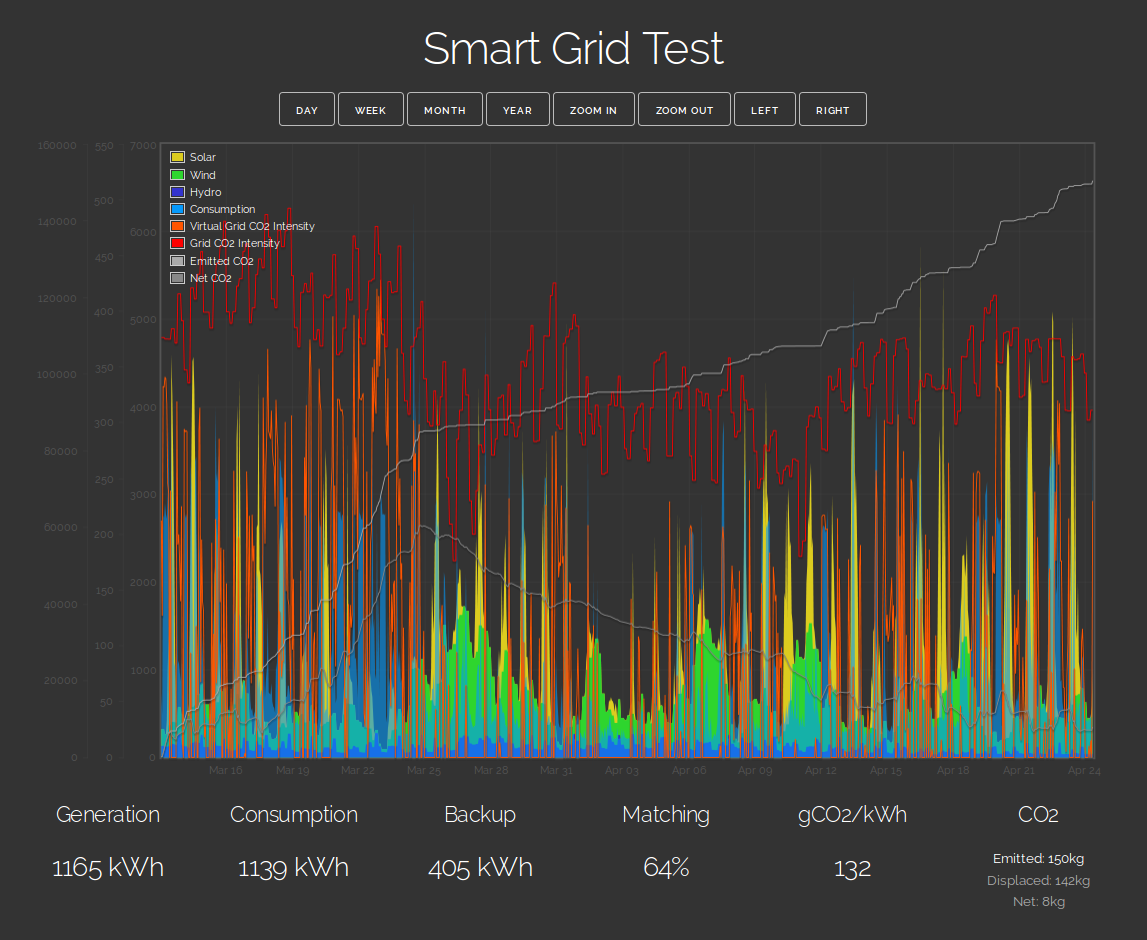 Smart Grid Test
DAY WEEK MONTH YEAR ZOOM IN ZOOM OUT LEFT RIGHT
160000 550 7000
140000 500 6000
120000 450 5000
100000 400 4000
80000 350 3000
60000 300 2000
40000 250 1000
20000 200 0
0 150
100
50
0
Solar
Wind
Hydro
Consumption
Virtual Grid CO2 Intensity
Grid CO2 Intensity
Emitted CO2
Net CO2
Mar 16 Mar 19 Mar 22 Mar 25 Mar 28 Mar 31 Apr 03 Apr 06 Apr 09 Apr 12 Apr 15 Apr 18 Apr 21 Apr 24
Generation Consumption Backup Matching gCO2/kWh CO2
1165 kWh 1139 kWh 405 kWh 64% 132
Emitted: 150kg
Displaced: 142kg
Net: 8kg